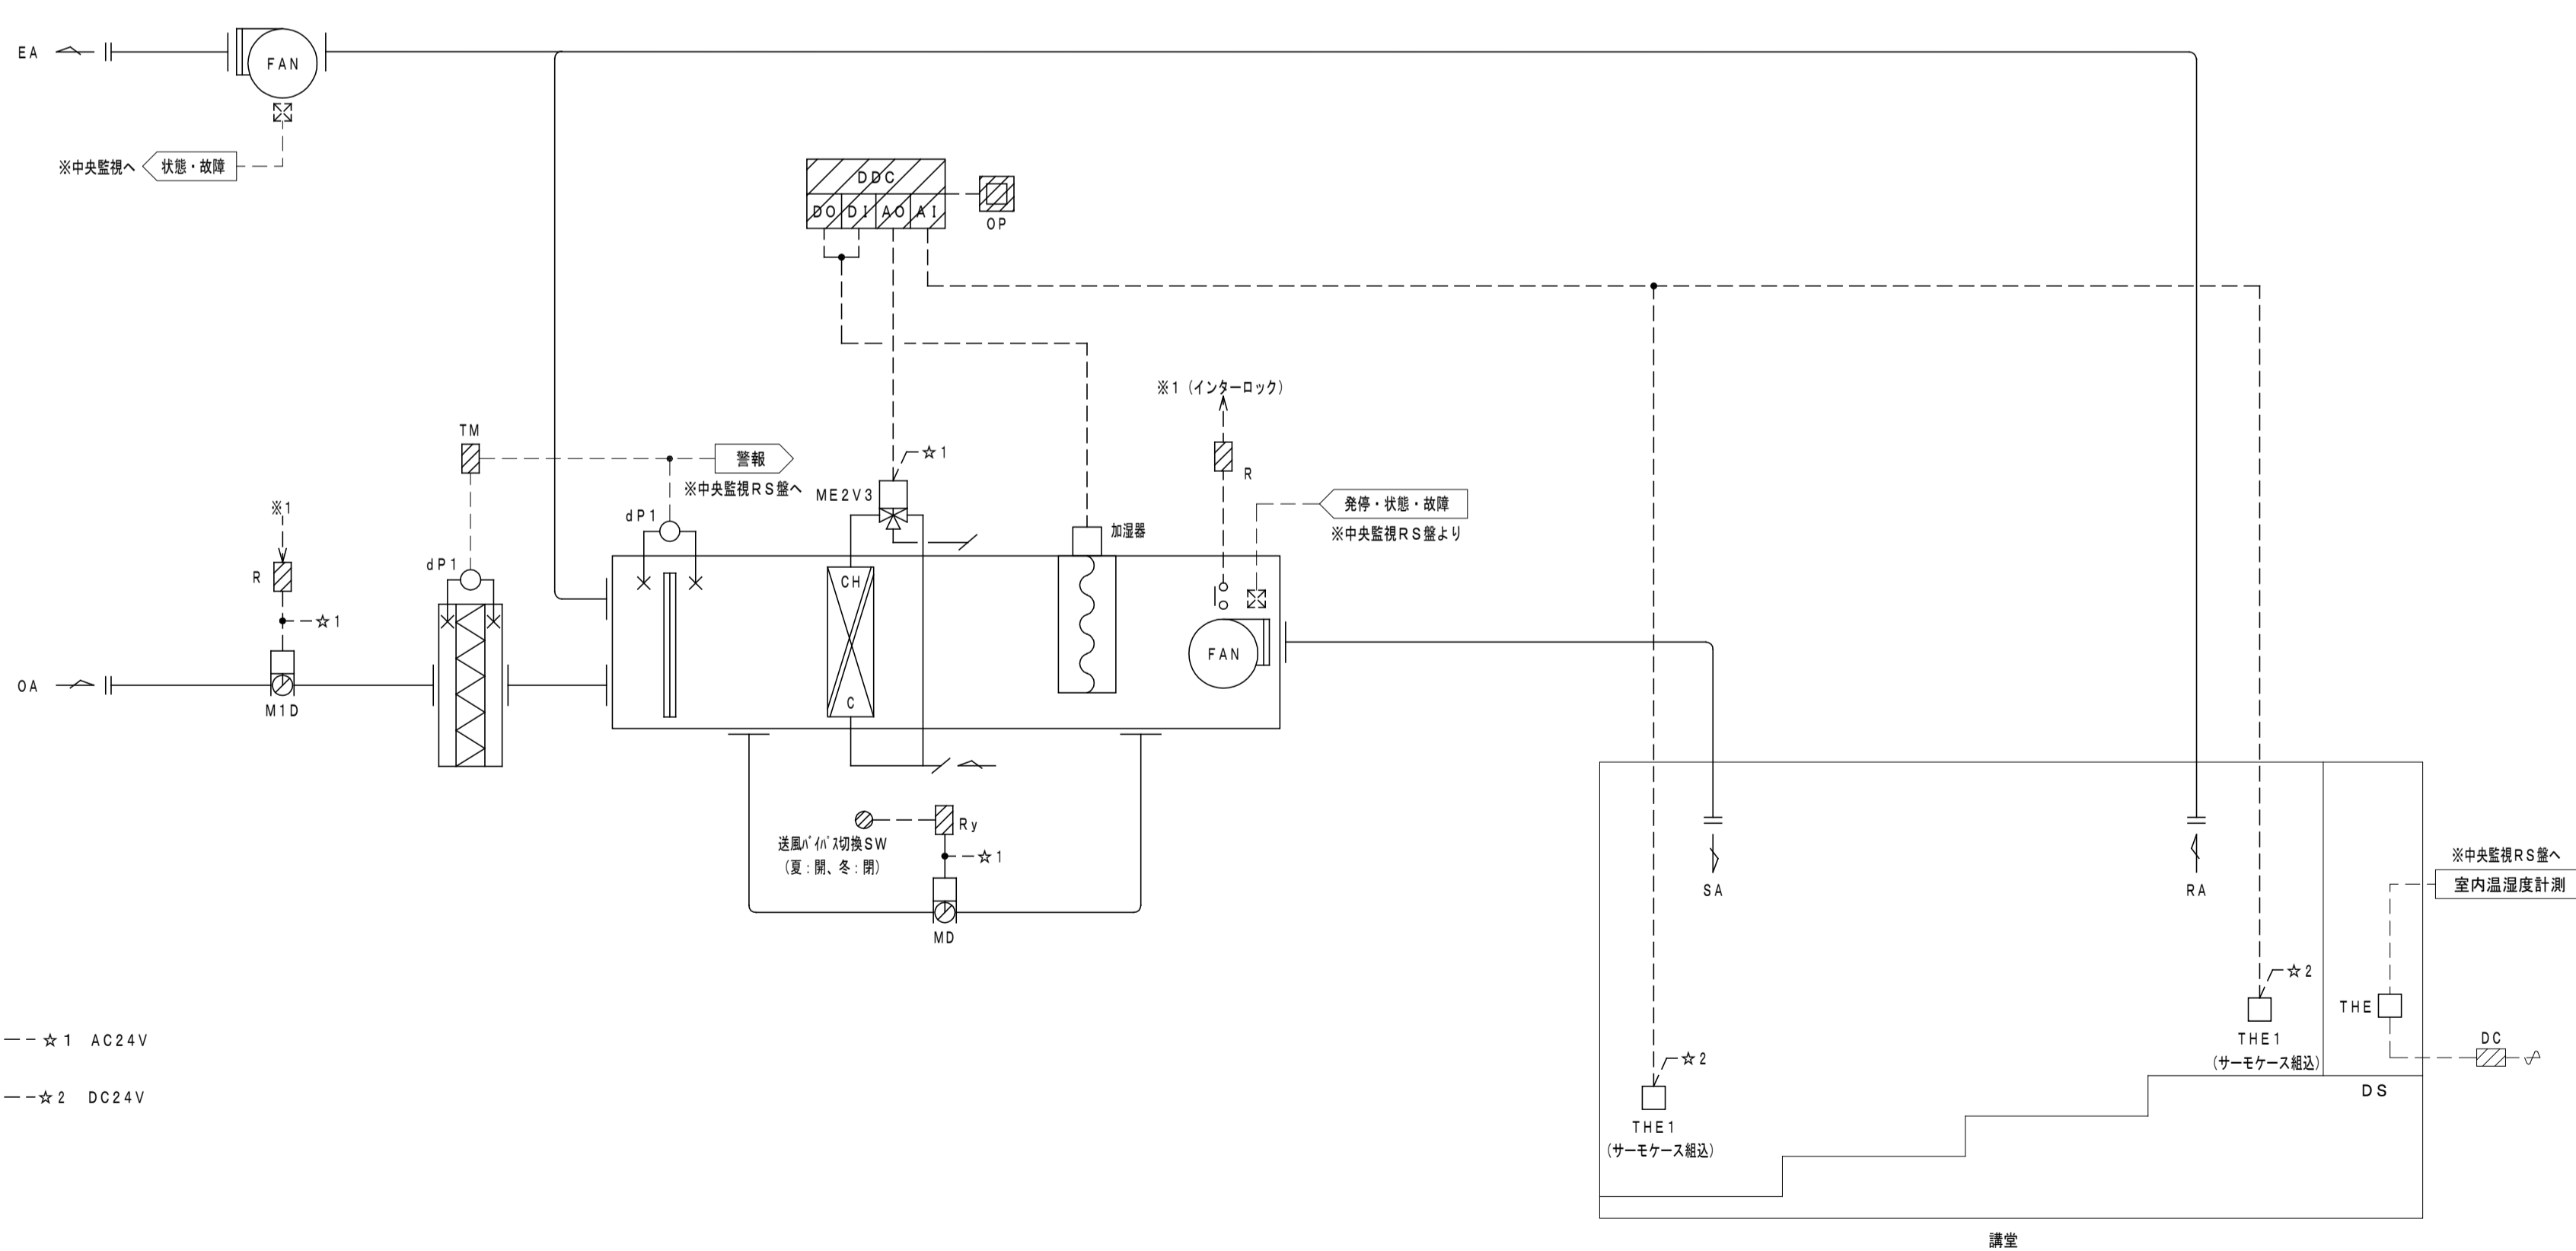 EA
FAN
※中央監視へ
状態・故障
DDC
DO DI AO AI
OP
※1(インターロック)
TM
警報
※中央監視RS盤へ
☆1
ME2V3
R
発停・状態・故障
※中央監視RS盤より
加湿器
※1
R
☆1
dP1
dP1
CH
C
FAN
OA
M1D
送風バイパス切換SW
(夏:開、冬:閉)
Ry
☆1
MD
SA
RA
※中央監視RS盤へ
室内温湿度計測
☆2
THE1
(サーモケース組込)
THE
DC
☆2
THE1
(サーモケース組込)
DS
講堂
☆1 AC24V
☆2 DC24V